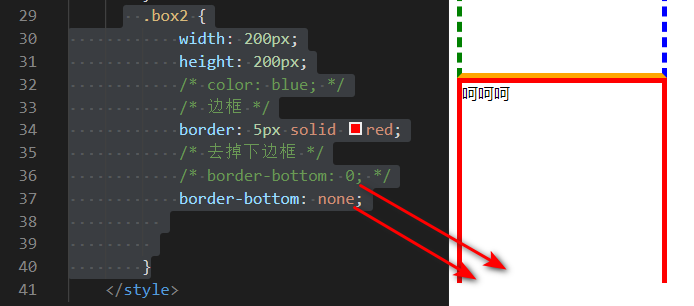 29 .box2 {
30 width: 200px;
31 height: 200px;
32 /* color: blue; */
33 /* 边框 */
34 border: 5px solid red;
35 /* 去掉下边框 */
36 /* border-bottom: 0; */
37 border-bottom: none;
38
39
40 }
41 </style>
呵呵呵